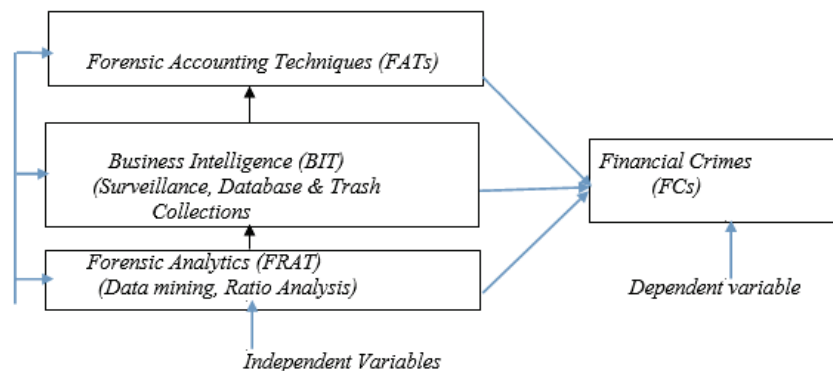 Forensic Accounting Techniques (FATs)
Business Intelligence (BIT)
(Surveillance, Database & Trash
Collections
Forensic Analytics (FRAT)
(Data mining, Ratio Analysis)
Independent Variables
Financial Crimes
(FCs)
Dependent variable